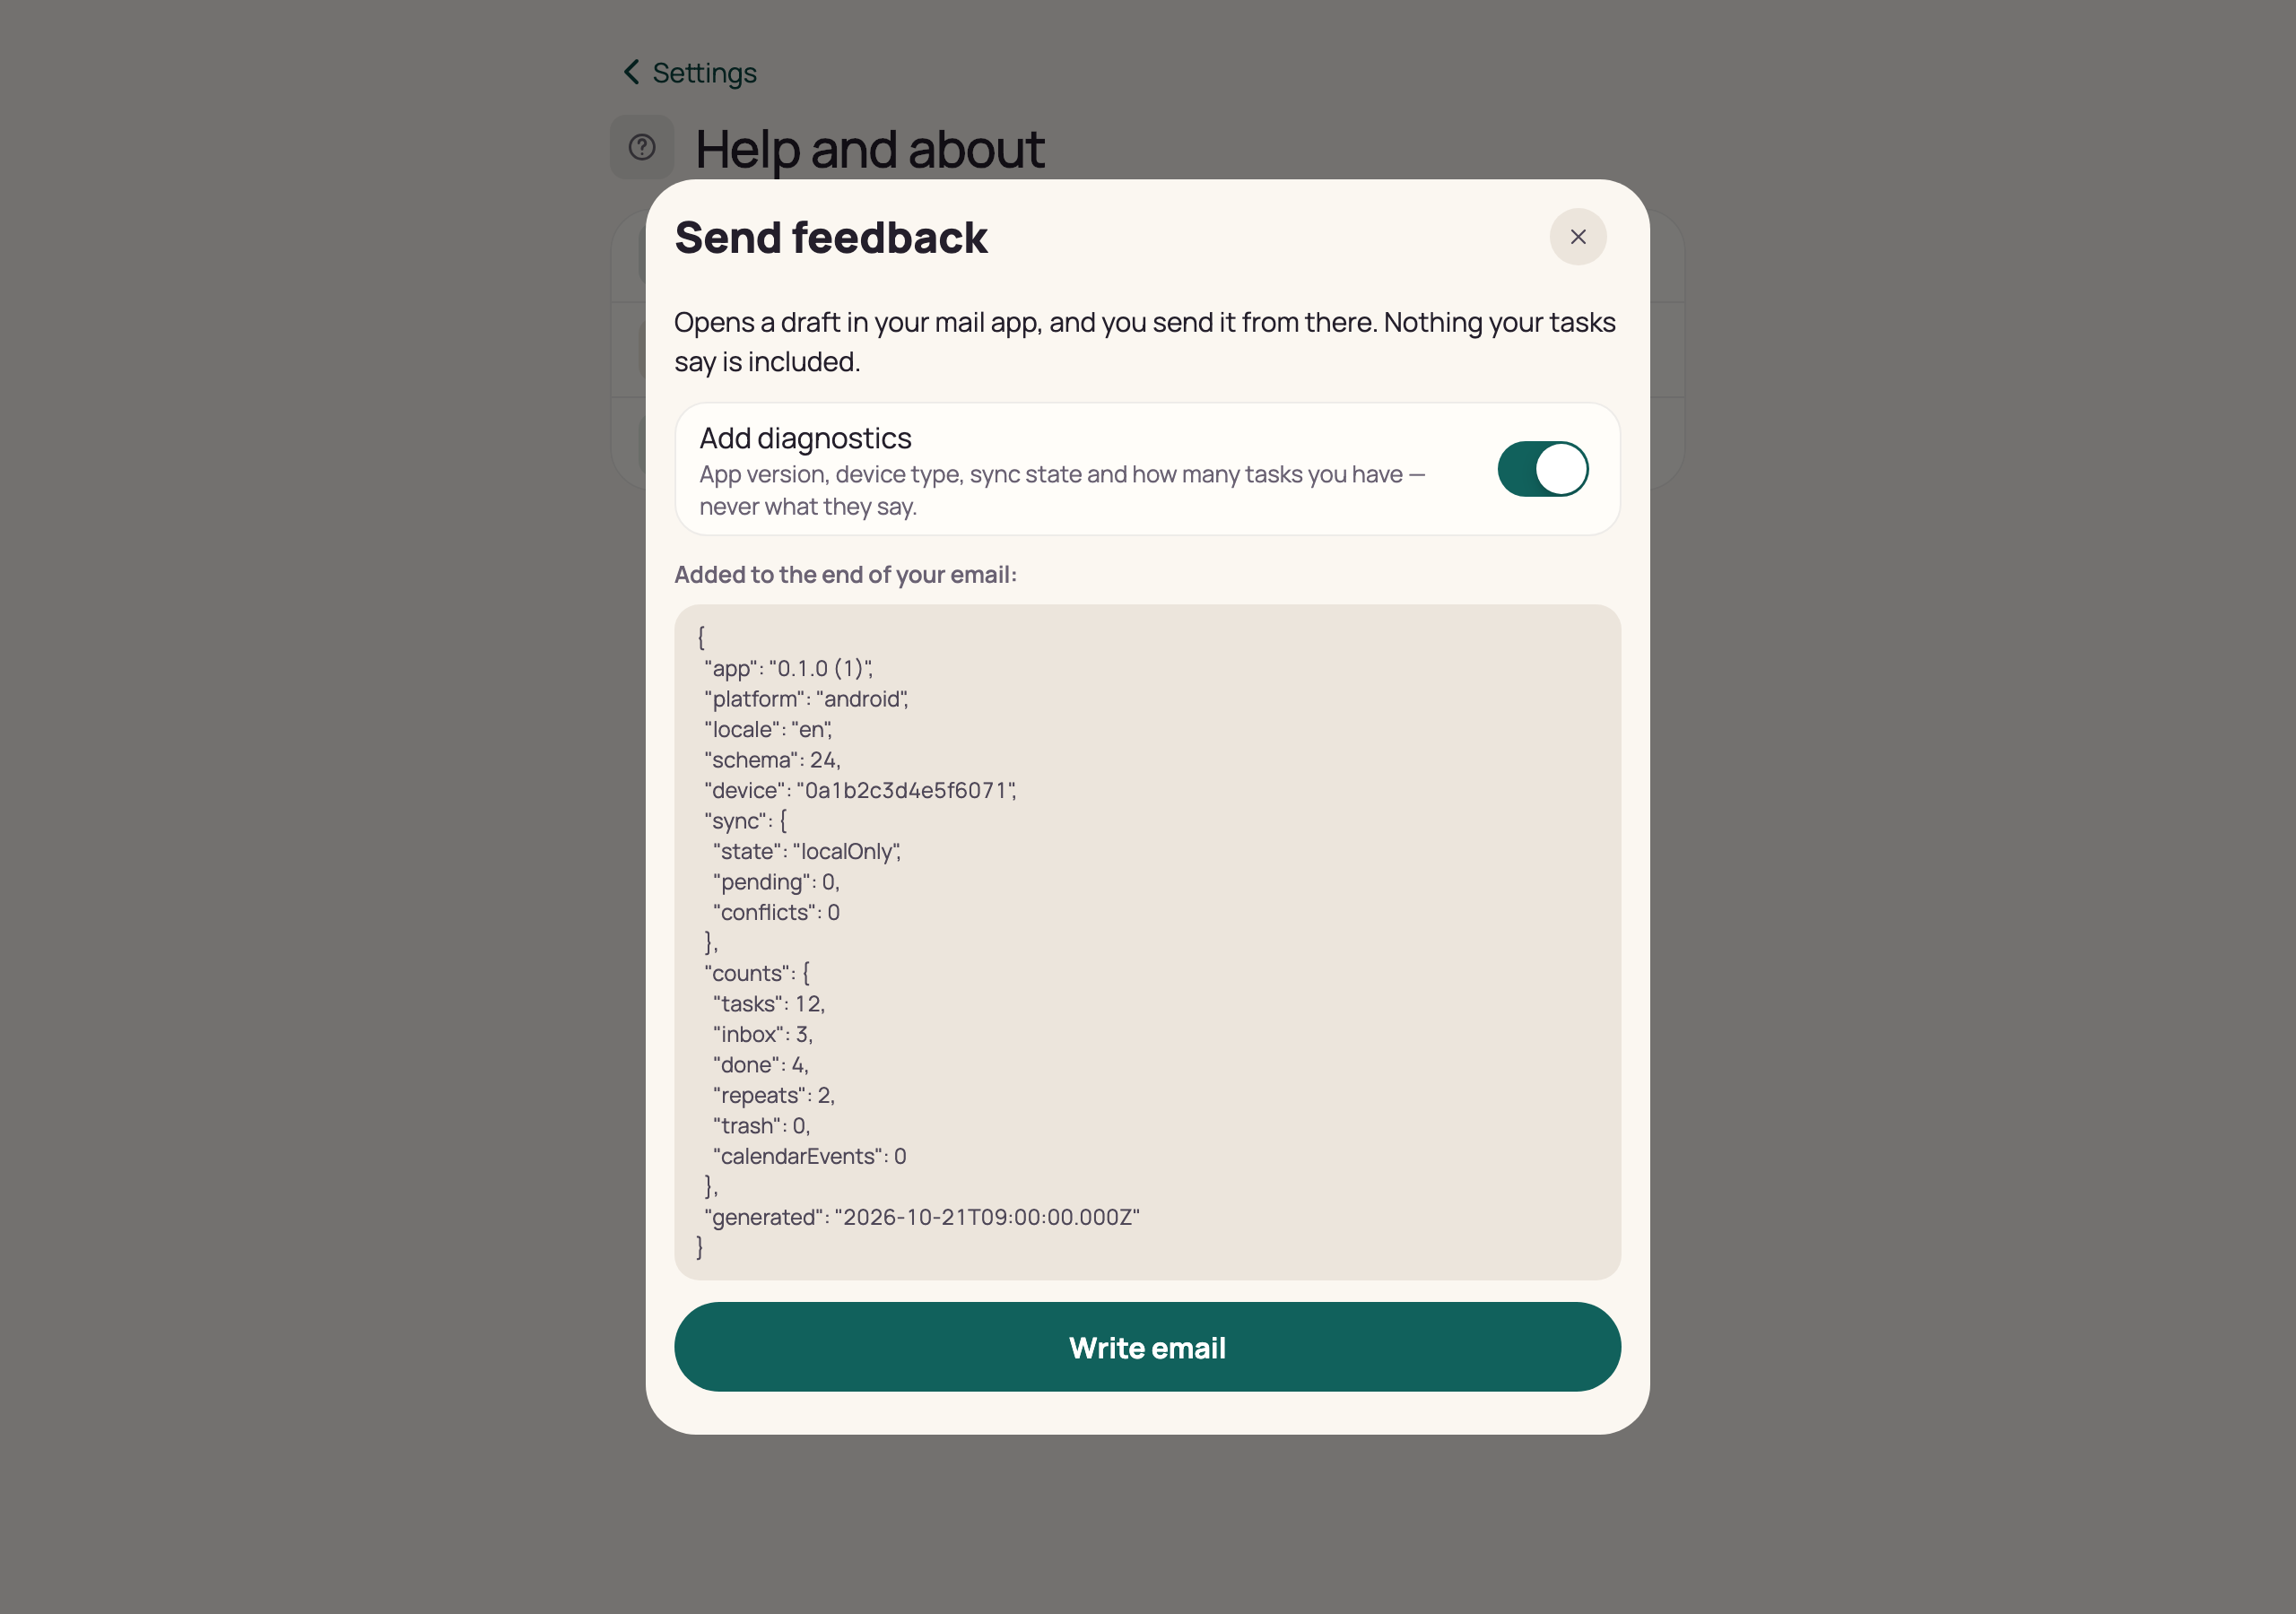 Settings
Help and about
Send feedback
Opens a draft in your mail app, and you send it from there. Nothing your tasks
say is included.
Add diagnostics
App version, device type, sync state and how many tasks you have —
never what they say.
Added to the end of your email:
{
"app": "0.1.0 (1)",
"platform": "android",
"locale": "en",
"schema": 24,
"device": "0a1b2c3d4e5f6071",
"sync": {
"state": "localOnly",
"pending": 0,
"conflicts": 0
},
"counts": {
"tasks": 12,
"inbox": 3,
"done": 4,
"repeats": 2,
"trash": 0,
"calendarEvents": 0
},
"generated": "2026-10-21T09:00:00.000Z"
}
Write email